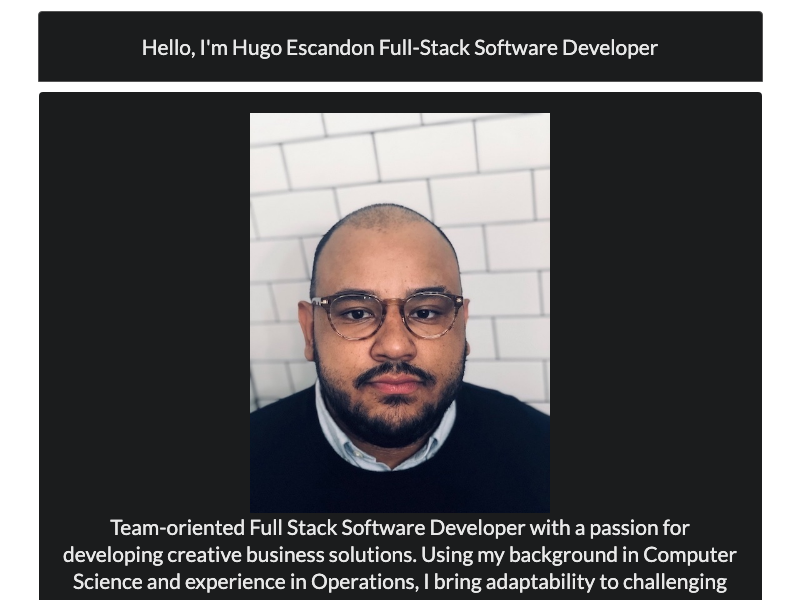 Hello, I'm Hugo Escandon Full-Stack Software Developer
Team-oriented Full Stack Software Developer with a passion for
developing creative business solutions. Using my background in Computer
Science and experience in Operations, I bring adaptability to challenging